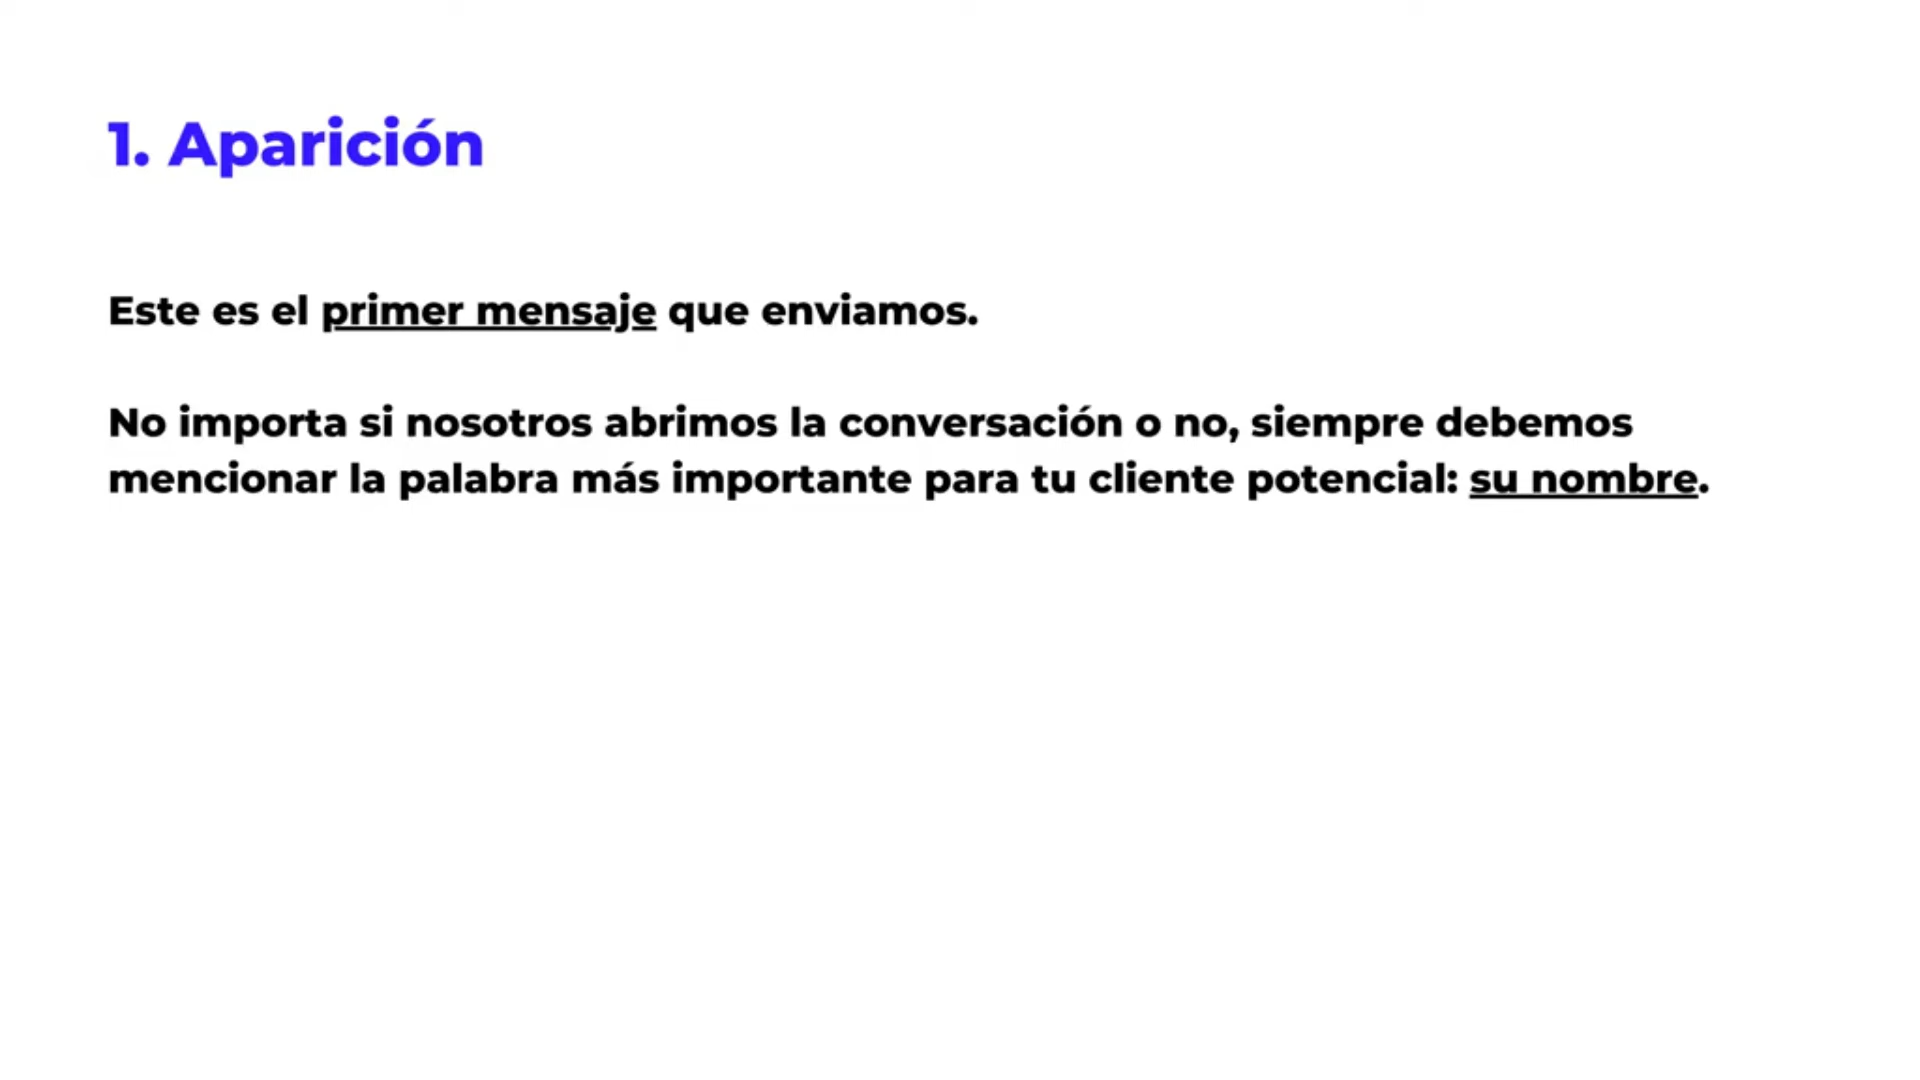 1. Aparición
Este es el primer mensaje que enviamos.
No importa si nosotros abrimos la conversación o no, siempre debemos
mencionar la palabra más importante para tu cliente potencial: su nombre.